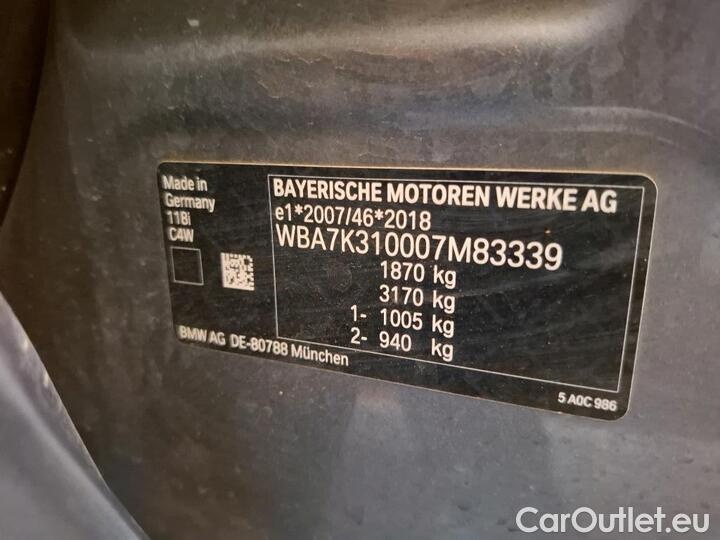 Made in
Germany
11Bi
C4W
BAYERISCHE MOTOREN WERKE AG
e1*2007/46*2018
WBA7K310007M83339
1870 kg
3170 kg
1- 1005 kg
2- 940 kg
BMW AG DE-80788 München
5 A0C 986
CarOutlet.eu